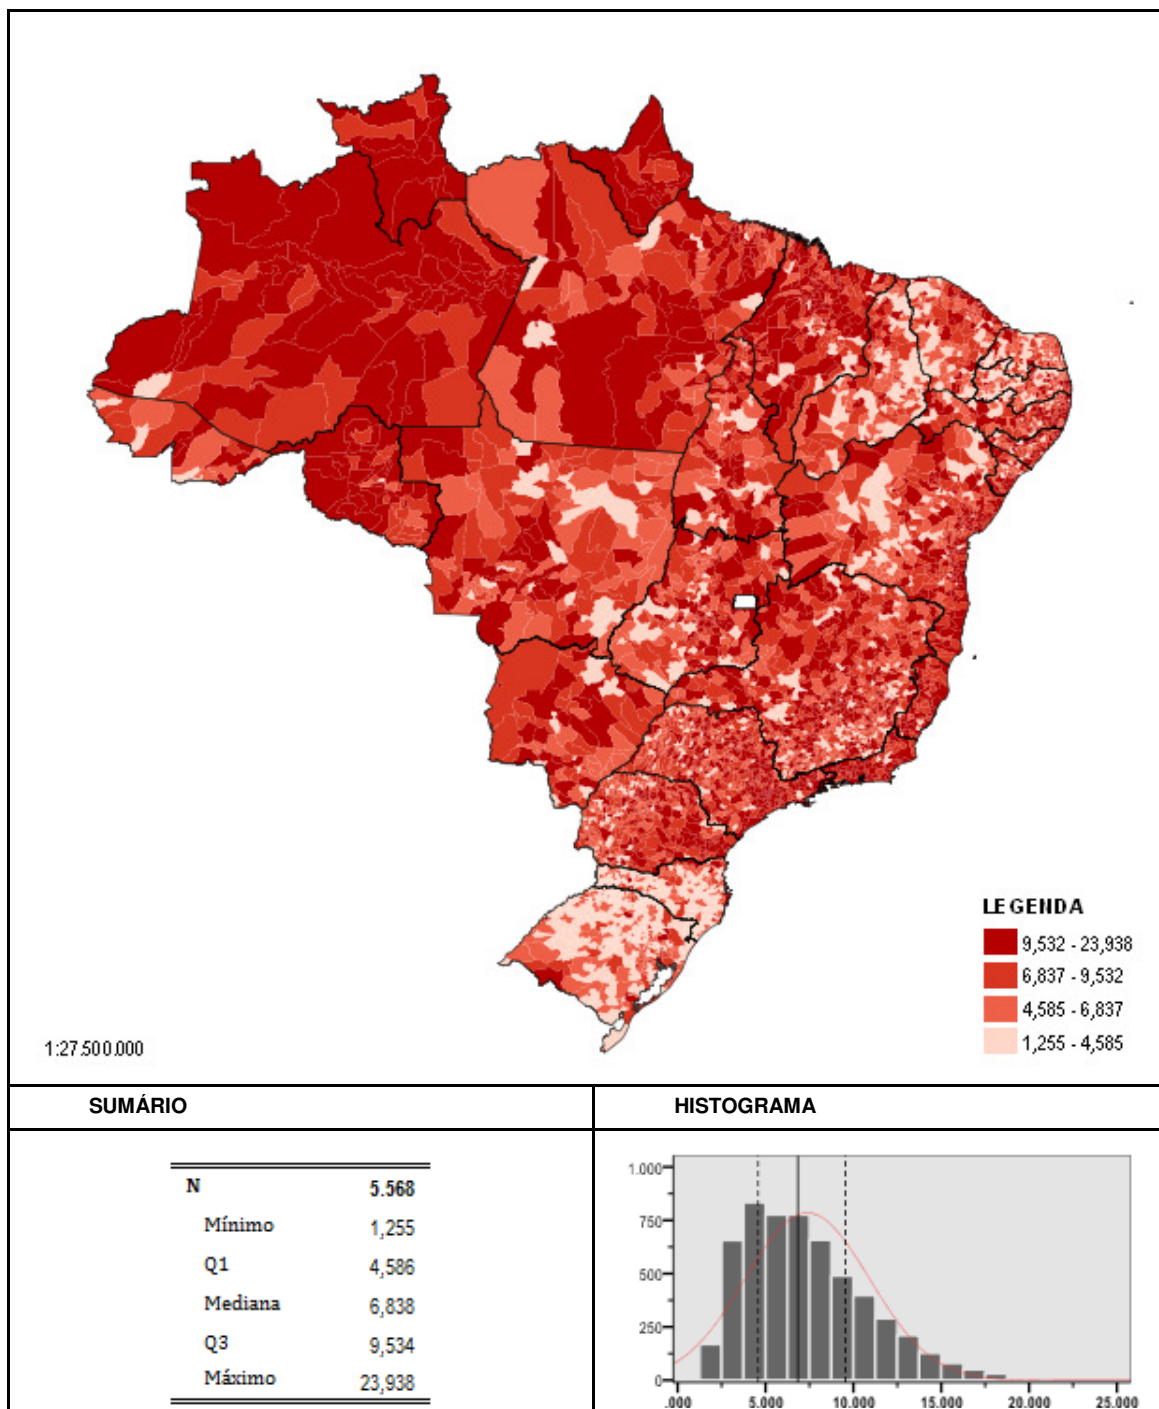 LEGENDA
9,532 - 23,938
6,837 - 9,532
4,585 - 6,837
1,255 - 4,585
1:27.500.000
SUMÁRIO
HISTOGRAMA
N 5.568
Mínimo 1,255
Q1 4,586
Mediana 6,838
Q3 9,534
Máximo 23,938
1.000
750
500
250
0
.000 5.000 10.000 15.000 20.000 25.000